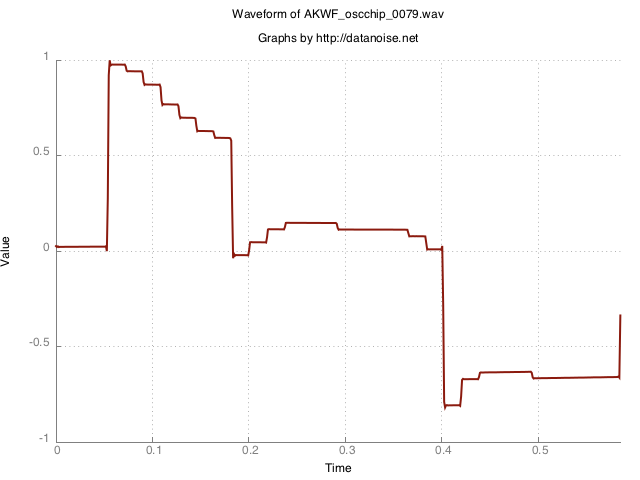 Waveform of AKWF_oscchip_0079.wav
Graphs by http://datanoise.net
1
0.5
0
-0.5
-1
Value
0 0.1 0.2 0.3 0.4 0.5
Time